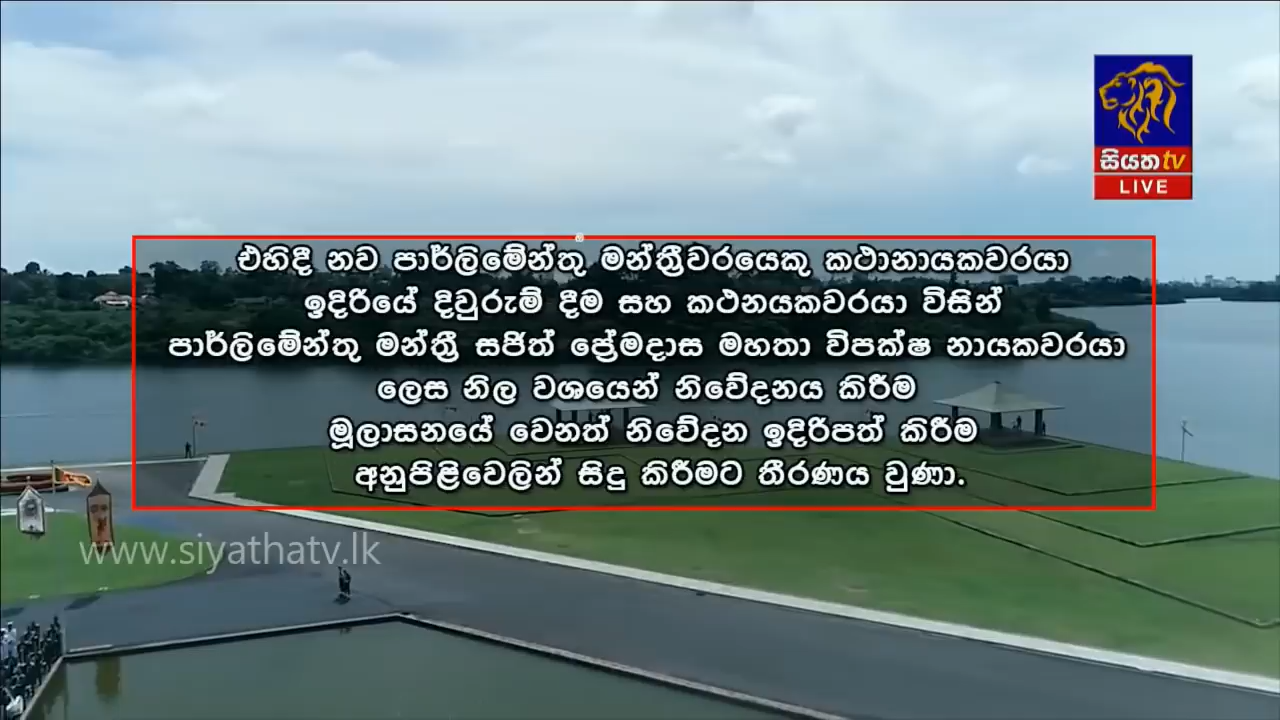 සියත tv
LIVE
එහිදී නව පාර්ලිමේන්තු මන්ත්‍රීවරයෙකු කථානායකවරයා
ඉදිරියේ දිවුරුම් දීම සහ කථනයකවරයා විසින්
පාර්ලිමේන්තු මන්ත්‍රී සජිත් ප්‍රේමදාස මහතා විපක්ෂ නායකවරයා
ලෙස නිල වශයෙන් නිවේදනය කිරීම
මූලාසනයේ වෙනත් නිවේදන ඉදිරිපත් කිරීම
අනුපිළිවෙලින් සිදු කිරීමට තීරණය වුණා.
www.siyathatv.lk